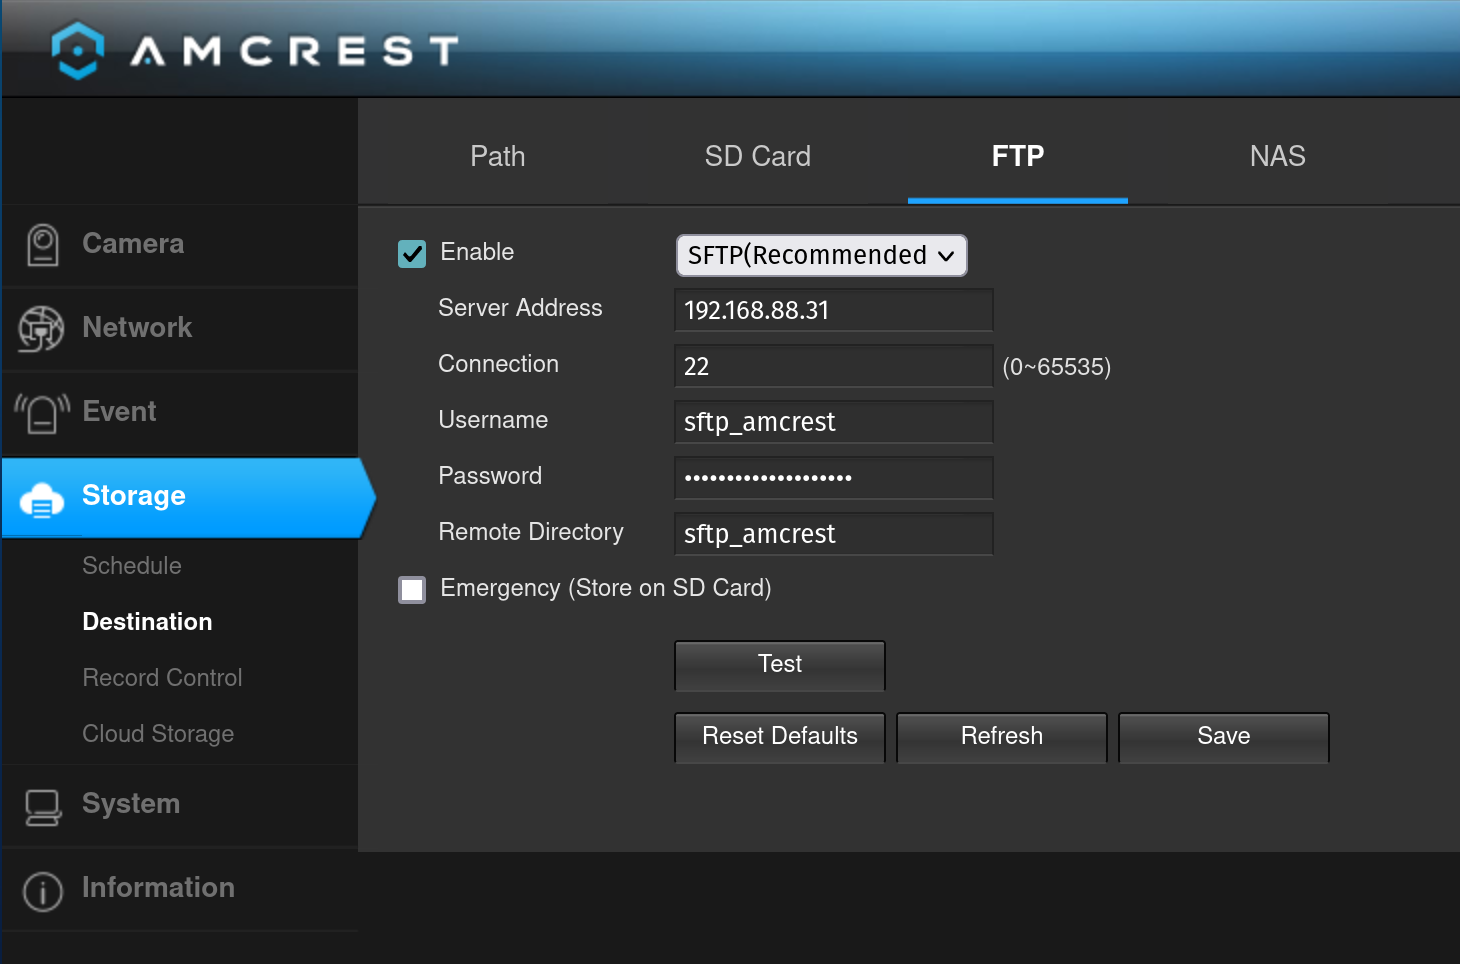 AMCREST
Path SD Card FTP NAS
Camera
Network
Event
Storage
Schedule
Destination
Record Control
Cloud Storage
System
Information
Enable SFTP(Recommended
Server Address 192.168.88.31
Connection 22 (0~65535)
Username sftp_amcrest
Password ••••••••••••••••••••
Remote Directory sftp_amcrest
Emergency (Store on SD Card)
Test
Reset Defaults Refresh Save